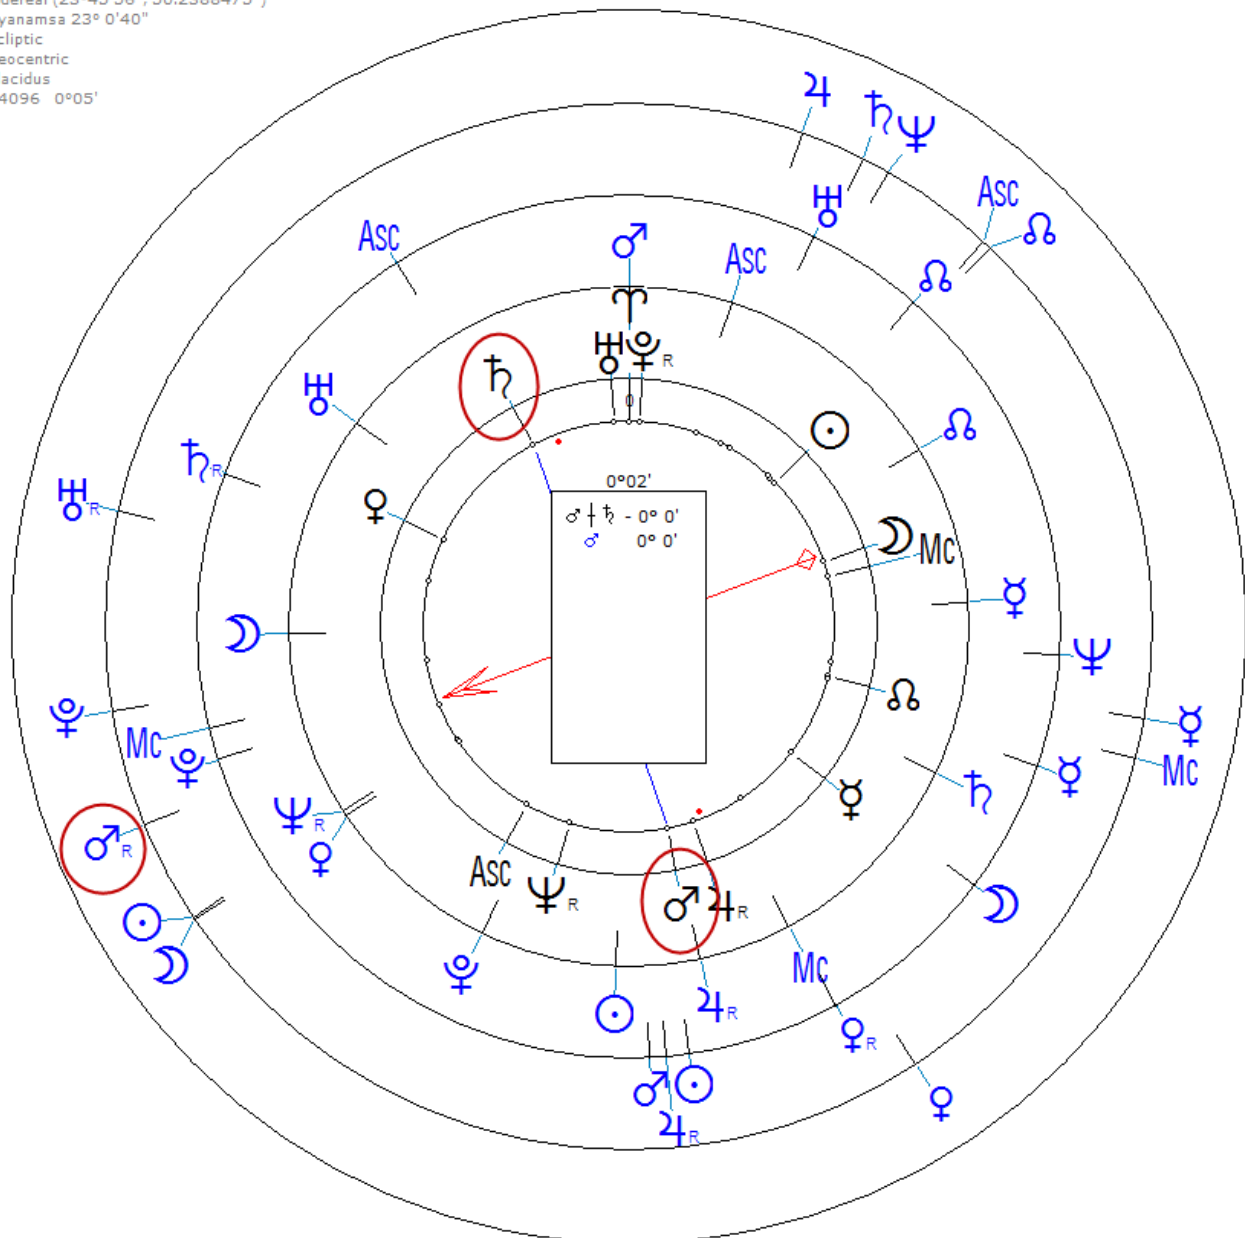 yanamsa 23° 0'40"
cliptic
eocentric
acidus
4096 0°05'
♃
♄ ♆
Asc ☊
♅
Asc ♂ Asc ☊
♈
♅ ♇ R
♄
0
♅
☊
☉
♄ R
0°02'
♅ R
♀
♂ ┼ ♄ - 0° 0'
♂ 0° 0'
☽ Mc
☿
☽
♆
☊
♇
☿
Mc
♇
Mc
☿
♄
☿
♆ R
♂ R
♀
Asc
♆ R
♂ ♃ R
☽
☉
☽
♇
Mc
♃ R
☉
♀ R
♂ ☉
♀
♃ R